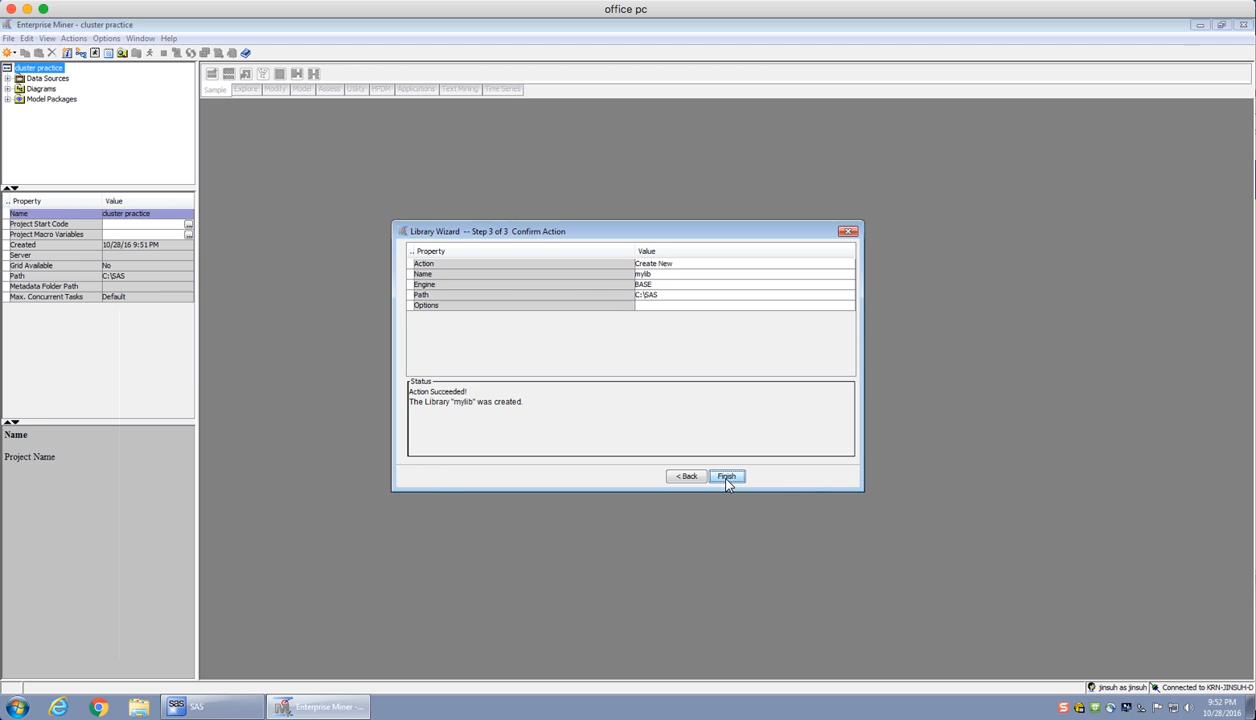 office pc
Enterprise Miner - cluster practice
File Edit View Actions Options Window Help
cluster practice
Data Sources
Diagrams
Model Packages
Sample Explore Modify Model Assess Utility HPDM Applications Text Mining Time Series
.. Property Value
Name cluster practice
Project Start Code ...
Project Macro Variables ...
Created 10/28/16 9:51 PM
Server
Grid Available No
Path C:\SAS
Metadata Folder Path
Max. Concurrent Tasks Default
Name
Project Name
Library Wizard -- Step 3 of 3 Confirm Action
.. Property Value
Action Create New
Name mylib
Engine BASE
Path C:\SAS
Options
Status
Action Succeeded!
The Library "mylib" was created.
< Back Finish
jinsuh as jinsuh Connected to KRN-JINSUH-D
sas SAS Enterprise Miner -...
9:52 PM
10/28/2016